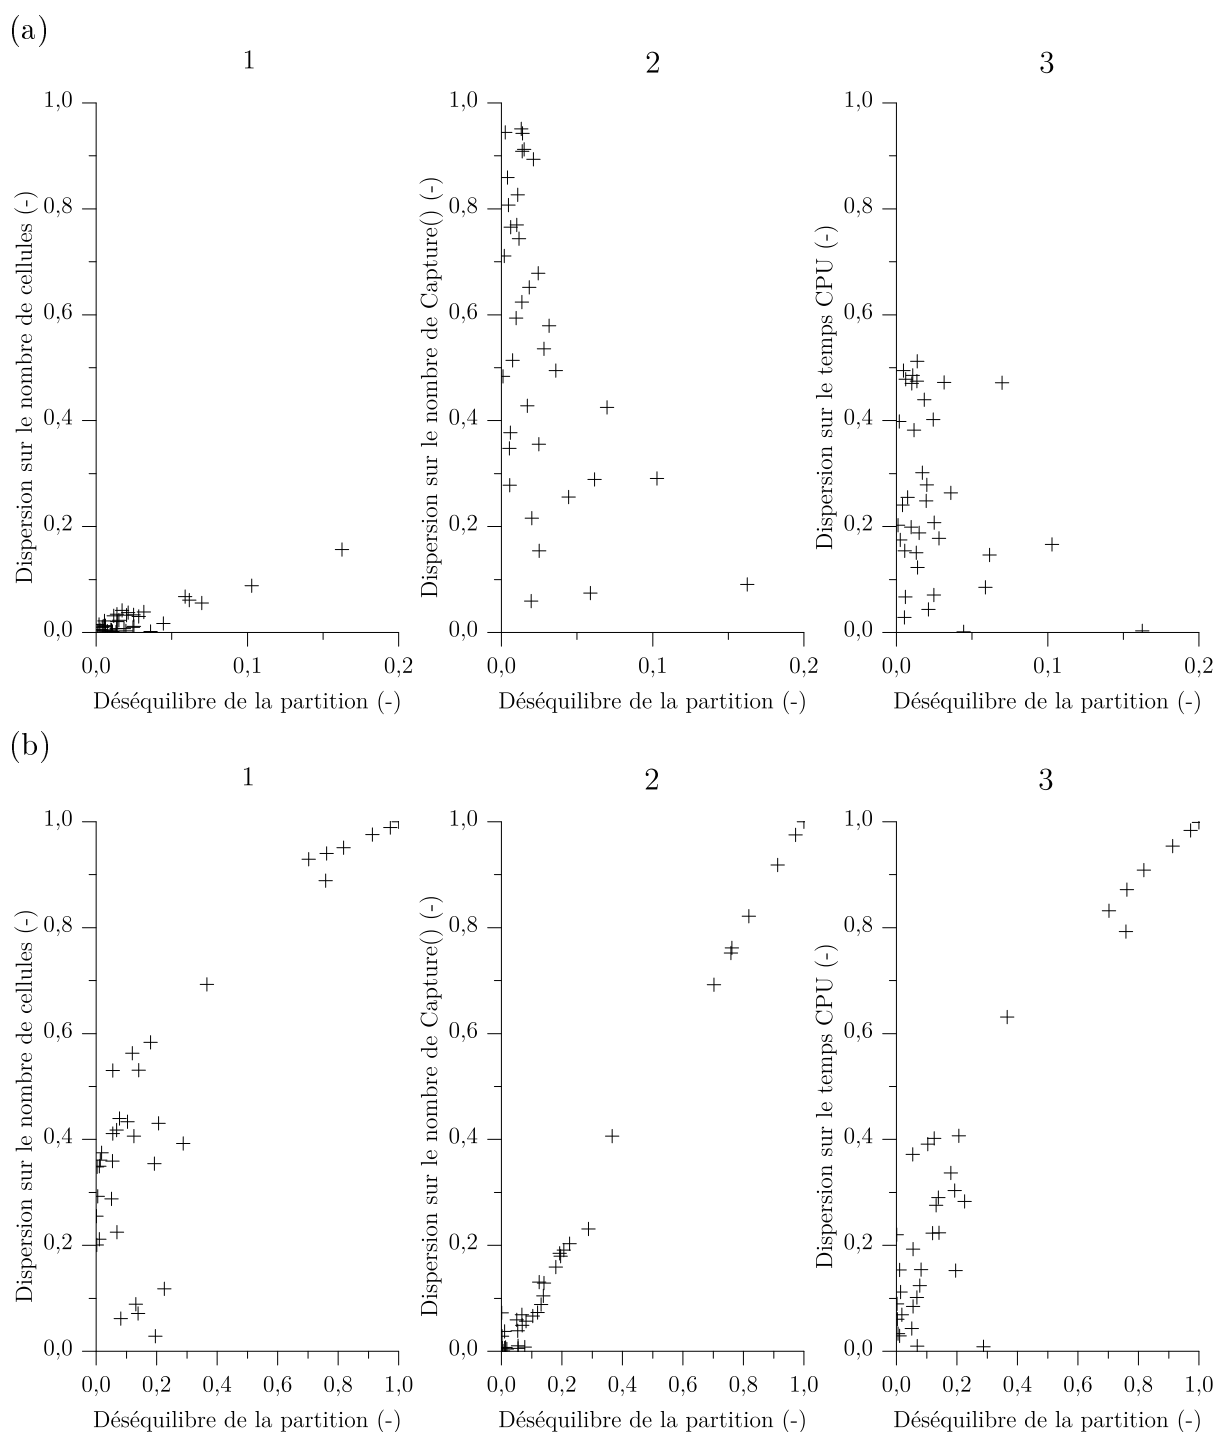 (a)
1 2 3
Dispersion sur le nombre de cellules (-)
1,0
0,8
0,6
0,4
0,2
0,0
0,0 0,1 0,2
Déséquilibre de la partition (-)
Dispersion sur le nombre de Capture() (-)
1,0
0,8
0,6
0,4
0,2
0,0
0,0 0,1 0,2
Déséquilibre de la partition (-)
Dispersion sur le temps CPU (-)
1,0
0,8
0,6
0,4
0,2
0,0
0,0 0,1 0,2
Déséquilibre de la partition (-)
(b)
1 2 3
Dispersion sur le nombre de cellules (-)
1,0
0,8
0,6
0,4
0,2
0,0
0,0 0,2 0,4 0,6 0,8 1,0
Déséquilibre de la partition (-)
Dispersion sur le nombre de Capture() (-)
1,0
0,8
0,6
0,4
0,2
0,0
0,0 0,2 0,4 0,6 0,8 1,0
Déséquilibre de la partition (-)
Dispersion sur le temps CPU (-)
1,0
0,8
0,6
0,4
0,2
0,0
0,0 0,2 0,4 0,6 0,8 1,0
Déséquilibre de la partition (-)